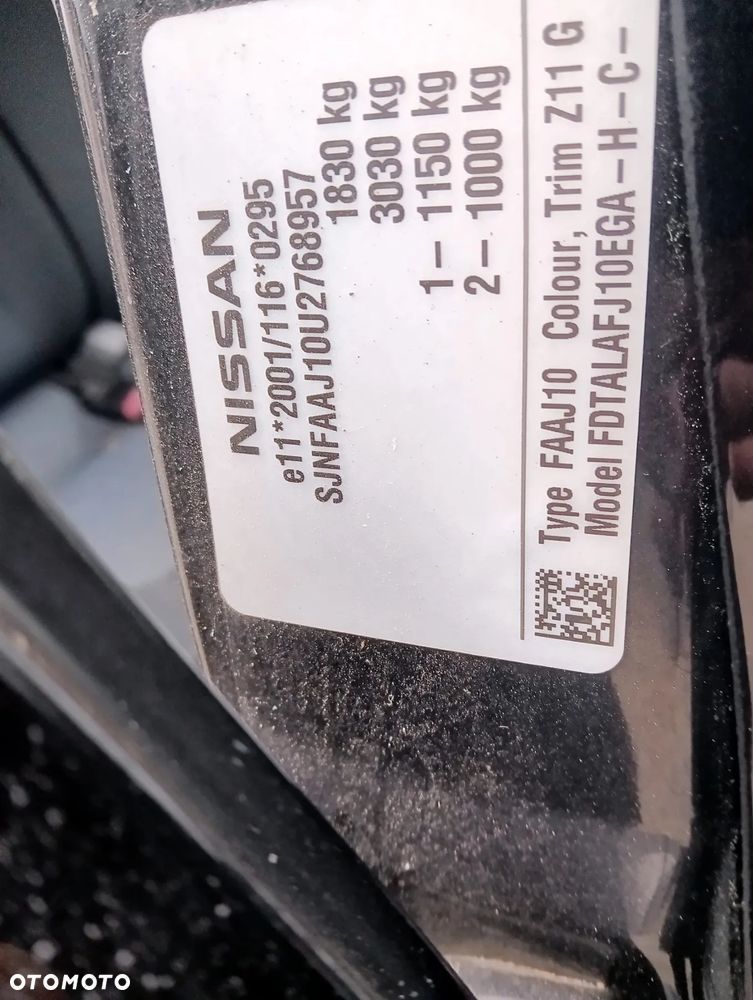 NISSAN
e11*2001/116*0295
SJNFAAJ10U2768957
1830 kg
3030 kg
1– 1150 kg
2– 1000 kg
Type FAAJ10 Colour, Trim Z11 G
Model FDTALAFJ10EGA–H–C–
OTOMOTO